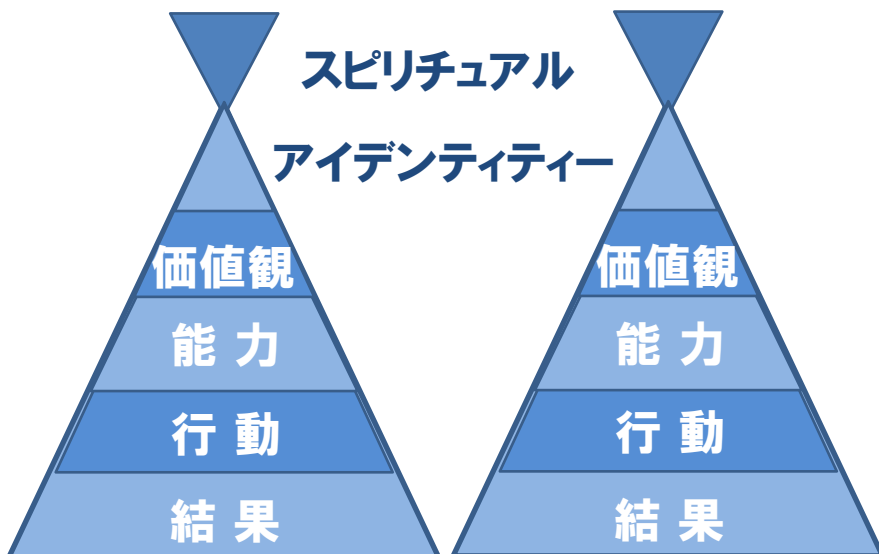 スピリチュアル
アイデンティティー
価値観 価値観
能 力 能 力
行 動 行 動
結 果 結 果